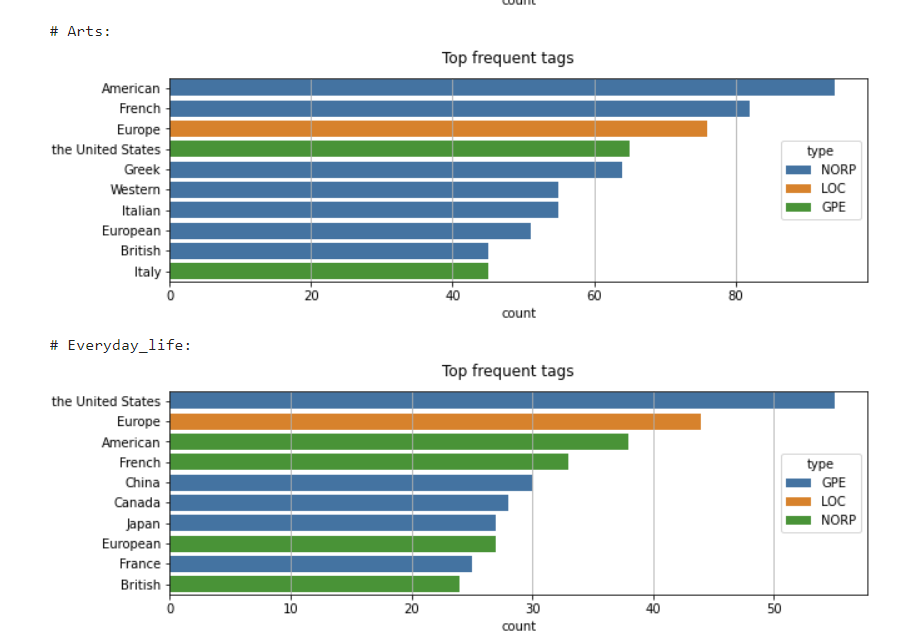 count
# Arts:
Top frequent tags
American
French
Europe
the United States
Greek
Western
Italian
European
British
Italy
type
NORP
LOC
GPE
0 20 40 60 80
count
# Everyday_life:
Top frequent tags
the United States
Europe
American
French
China
Canada
Japan
European
France
British
type
GPE
LOC
NORP
0 10 20 30 40 50
count